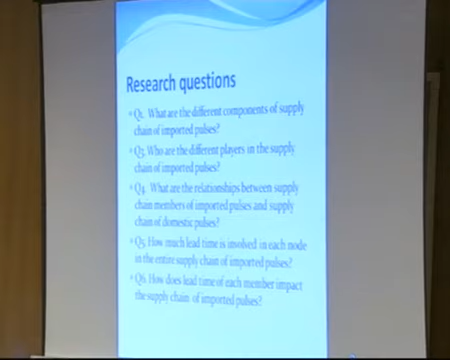 Research questions
Q1. What are the different components of supply
chain of imported pulses?
Q3. Who are the different players in the supply
chain of imported pulses?
Q4. What are the relationships between supply
chain members of imported pulses and supply
chain of domestic pulses?
Q5. How much lead time is involved in each node
in the entire supply chain of imported pulses?
Q6. How does lead time of each member impact
the supply chain of imported pulses?